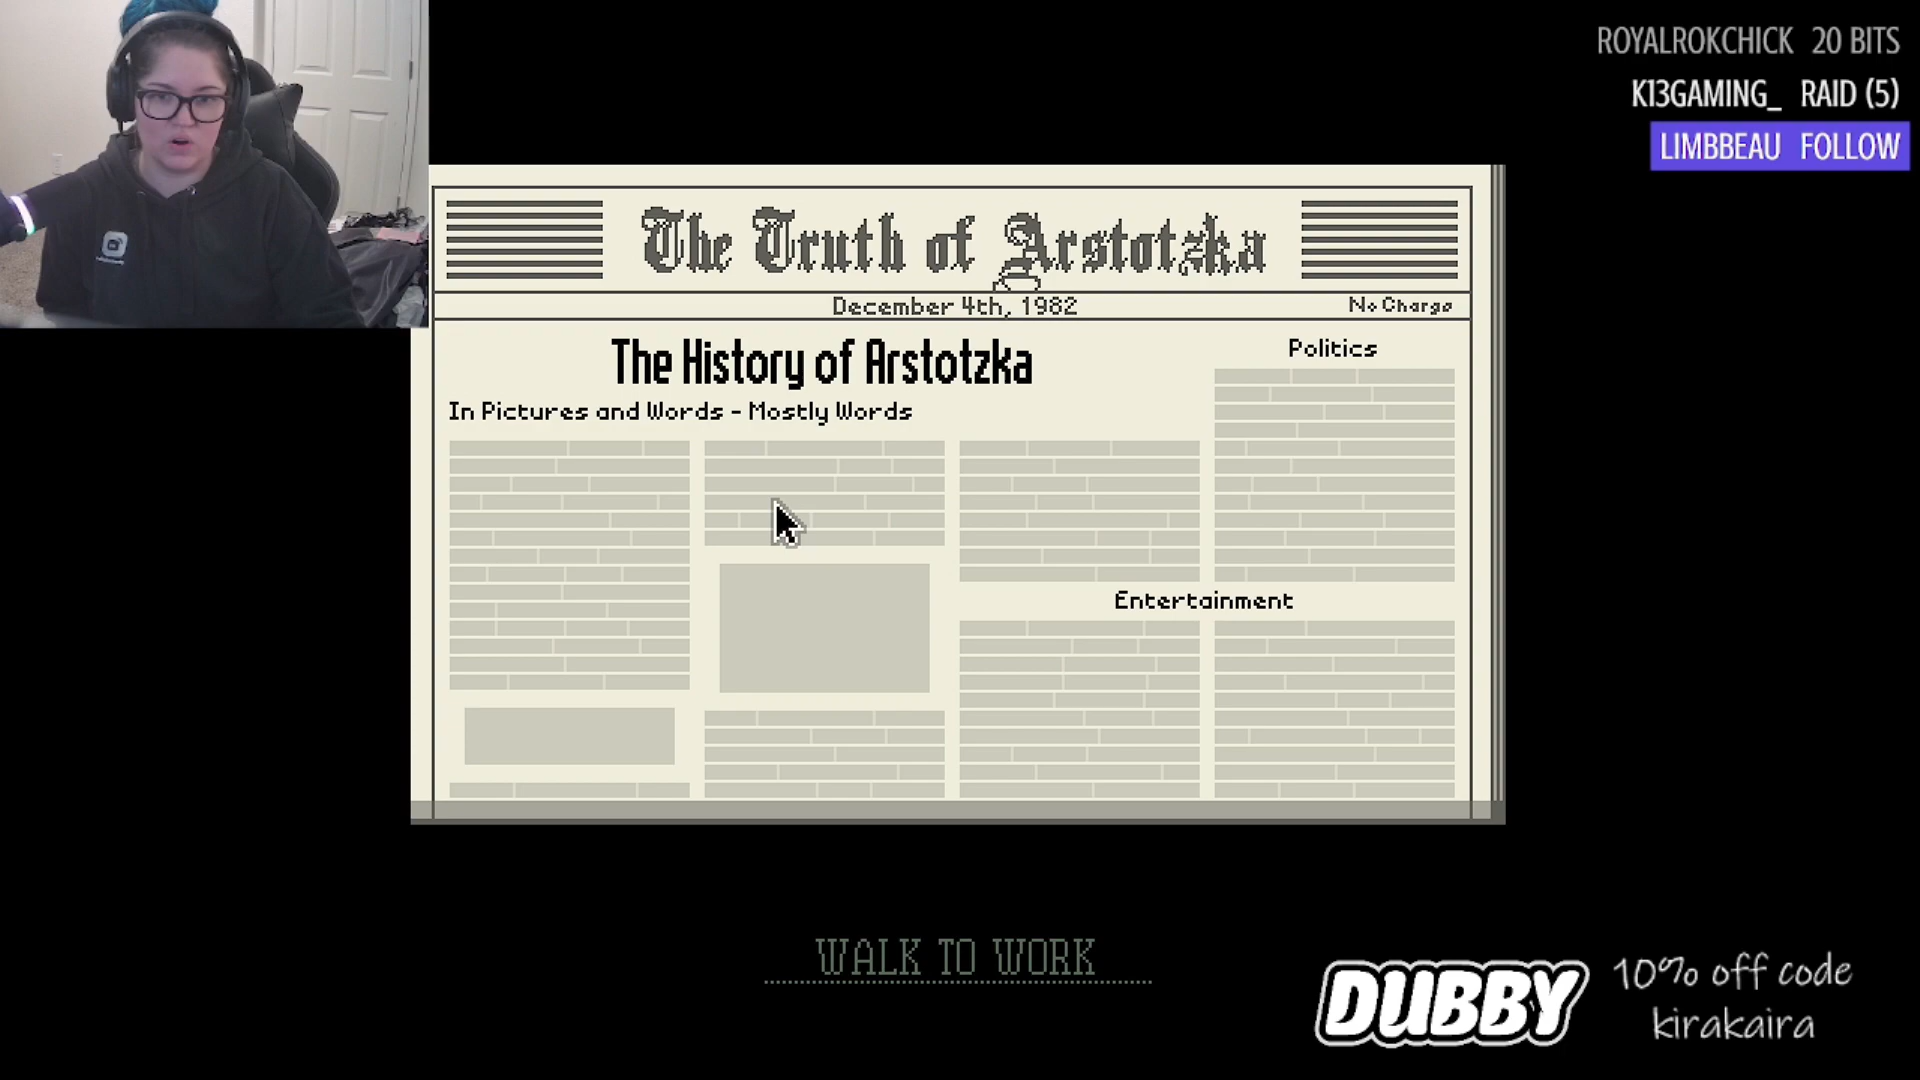 ROYALROKCHICK 20 BITS
K13GAMING_ RAID (5)
LIMBBEAU FOLLOW
The Truth of Arstotzka
December 4th, 1982
No Charge
The History of Arstotzka
In Pictures and Words - Mostly Words
Politics
Entertainment
WALK TO WORK
DUBBY
10% off code
kirakaira